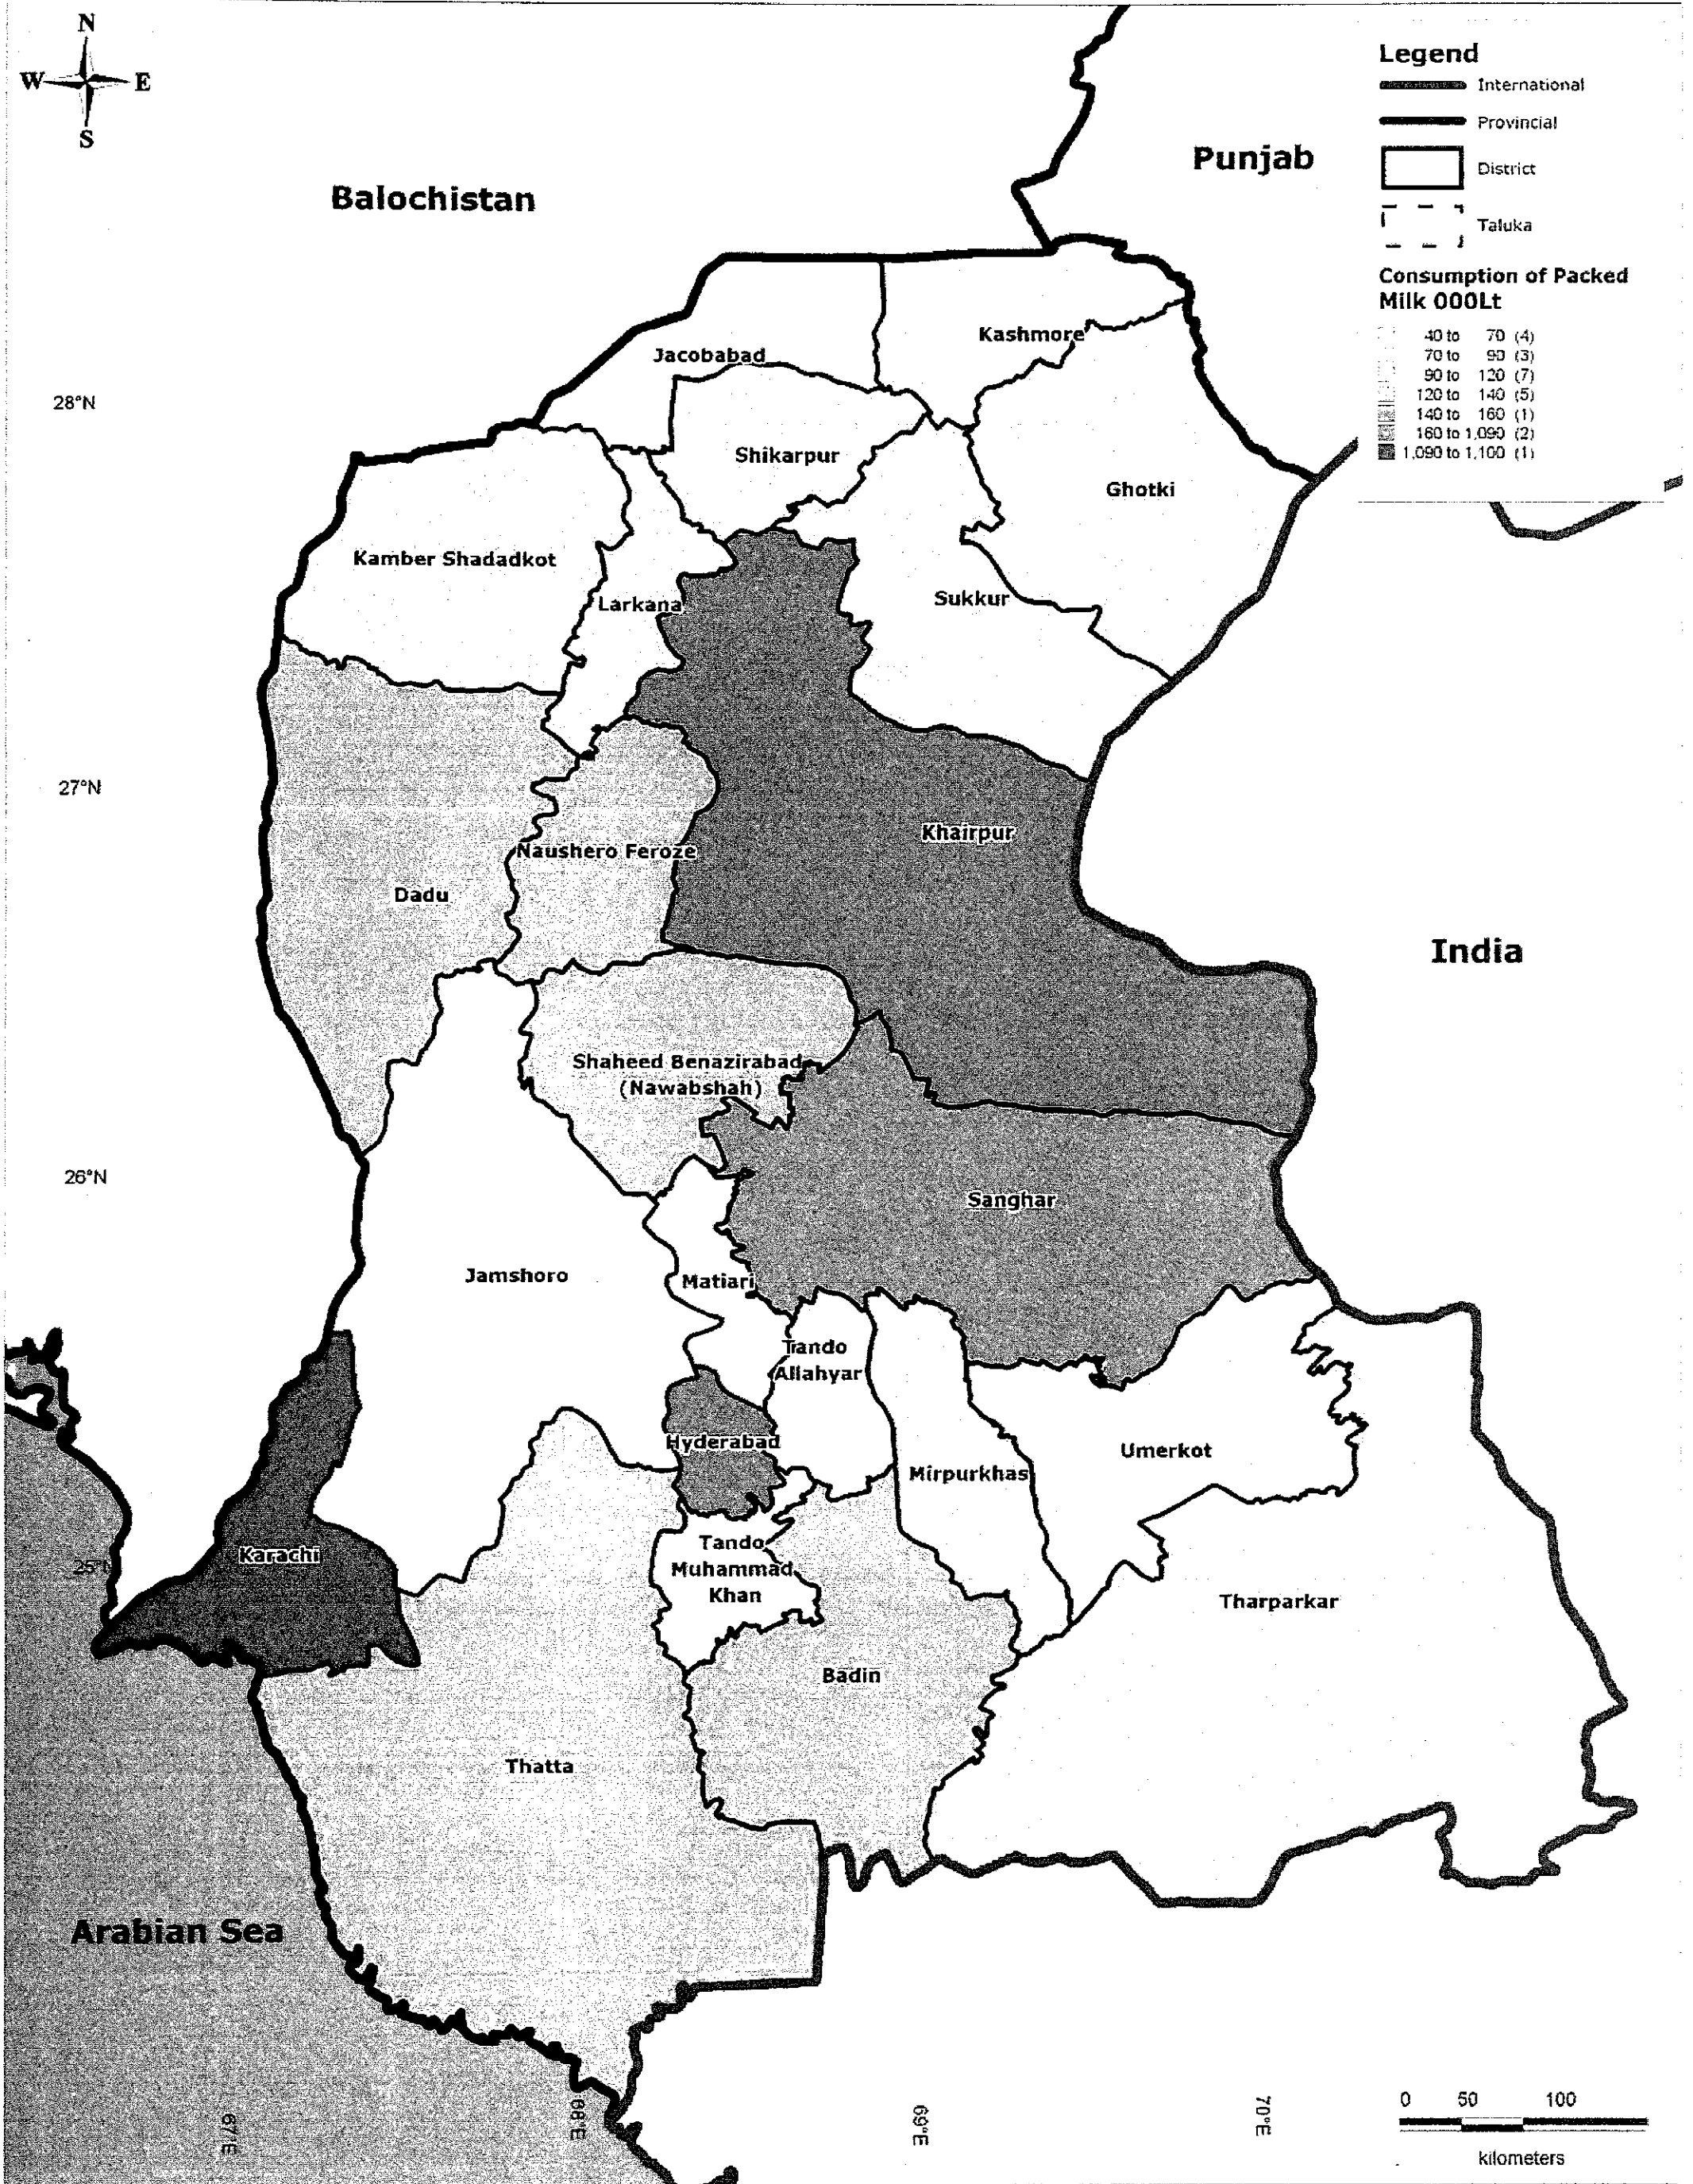 N
W E
S
Legend
International
Provincial
District
Taluka
Consumption of Packed
Milk 000Lt
40 to 70 (4)
70 to 90 (3)
90 to 120 (7)
120 to 140 (5)
140 to 160 (1)
160 to 1,090 (2)
1,090 to 1,100 (1)
Punjab
Balochistan
Kashmore
Jacobabad
28°N
Shikarpur
Ghotki
Kamber Shadadkot
Larkana
Sukkur
27°N
Khairpur
Naushero Feroze
Dadu
India
Shaheed Benazirabad
(Nawabshah)
26°N
Sanghar
Jamshoro
Matiari
Tando
Allahyar
Hyderabad
Umerkot
Mirpurkhas
Karachi
25°N
Tando
Muhammad
Khan
Tharparkar
Badin
Thatta
Arabian Sea
67°E
68°E
69°E
70°E
0 50 100
kilometers